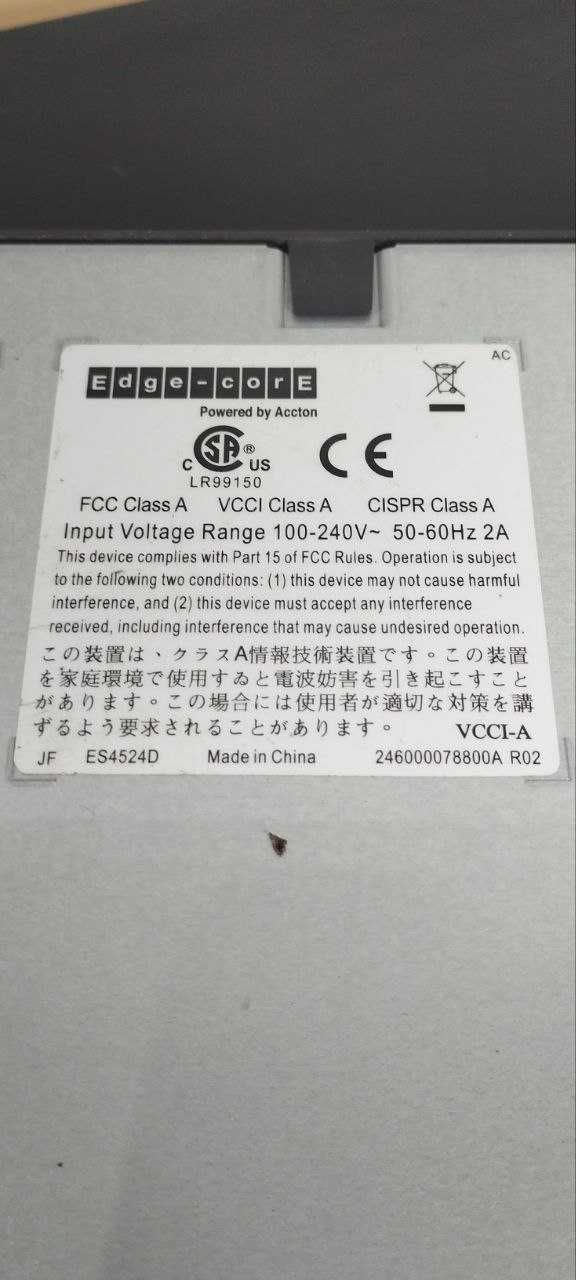 AC
Edge-corE
Powered by Accton
C SA ® US
LR99150
CE
FCC Class A VCCI Class A CISPR Class A
Input Voltage Range 100-240V~ 50-60Hz 2A
This device complies with Part 15 of FCC Rules. Operation is subject
to the following two conditions: (1) this device may not cause harmful
interference, and (2) this device must accept any interference
received, including interference that may cause undesired operation.
この装置は、クラスA情報技術装置です。この装置
を家庭環境で使用すゐと電波妨害を引き起こすこと
があります。この場合には使用者が適切な対策を講
ずるよう要求されることがあります。 VCCI-A
JF ES4524D Made in China 246000078800A R02